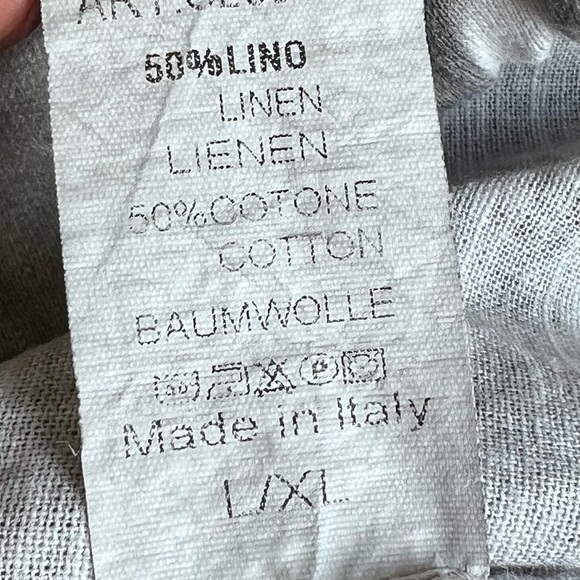 50%LINO
LINEN
LIENEN
50%COTONE
COTTON
BAUMWOLLE
Made in Italy
L/XL